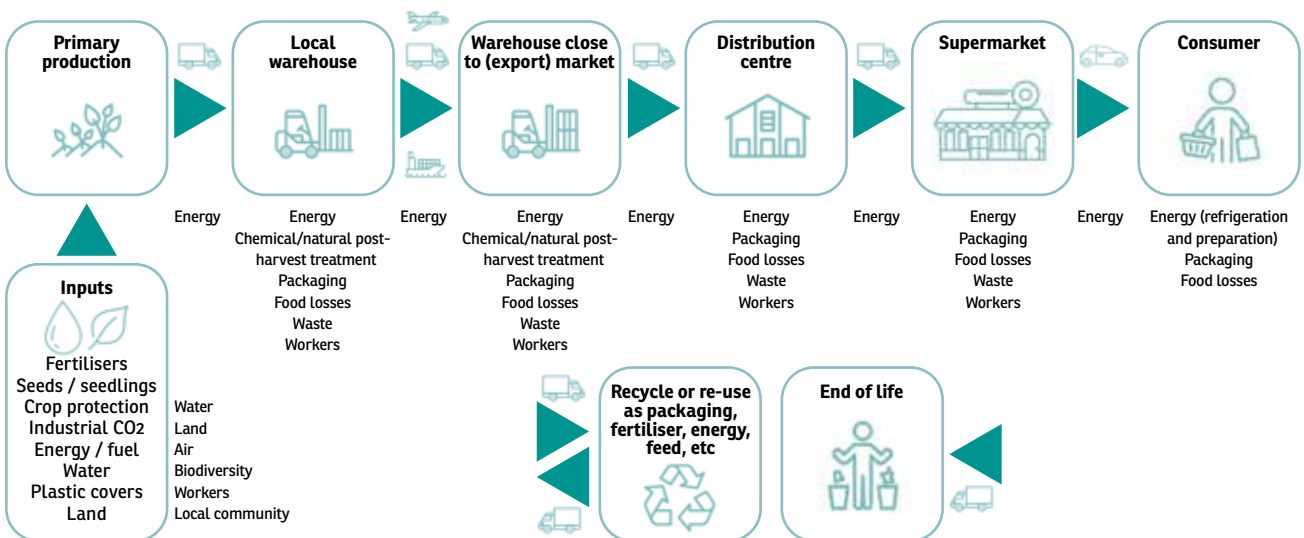 Primary
production
Local
warehouse
Warehouse close
to (export) market
Distribution
centre
Supermarket
Consumer
Energy
Energy
Chemical/natural post-
harvest treatment
Packaging
Food losses
Waste
Workers
Energy
Energy
Chemical/natural post-
harvest treatment
Packaging
Food losses
Waste
Workers
Energy
Energy
Packaging
Food losses
Waste
Workers
Energy
Energy
Packaging
Food losses
Waste
Workers
Energy
Energy (refrigeration
and preparation)
Packaging
Food losses
Inputs
Fertilisers
Seeds / seedlings
Crop protection
Industrial CO2
Energy / fuel
Water
Plastic covers
Land
Water
Land
Air
Biodiversity
Workers
Local community
Recycle or re-use
as packaging,
fertiliser, energy,
feed, etc
End of life